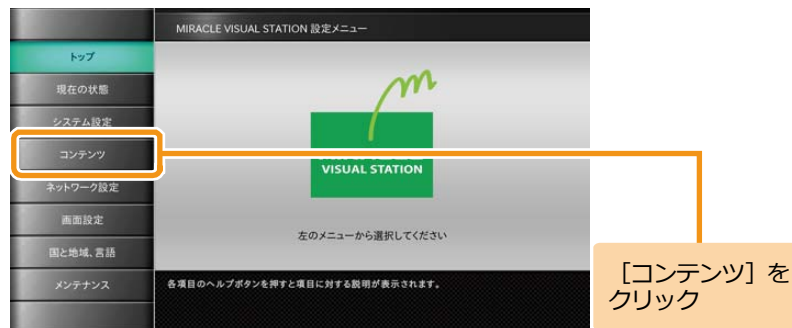 MIRACLE VISUAL STATION 設定メニュー
トップ
現在の状態
システム設定
コンテンツ
ネットワーク設定
画面設定
国と地域、言語
メンテナンス
VISUAL STATION
左のメニューから選択してください
各項目のヘルプボタンを押すと項目に対する説明が表示されます。
［コンテンツ］を
クリック